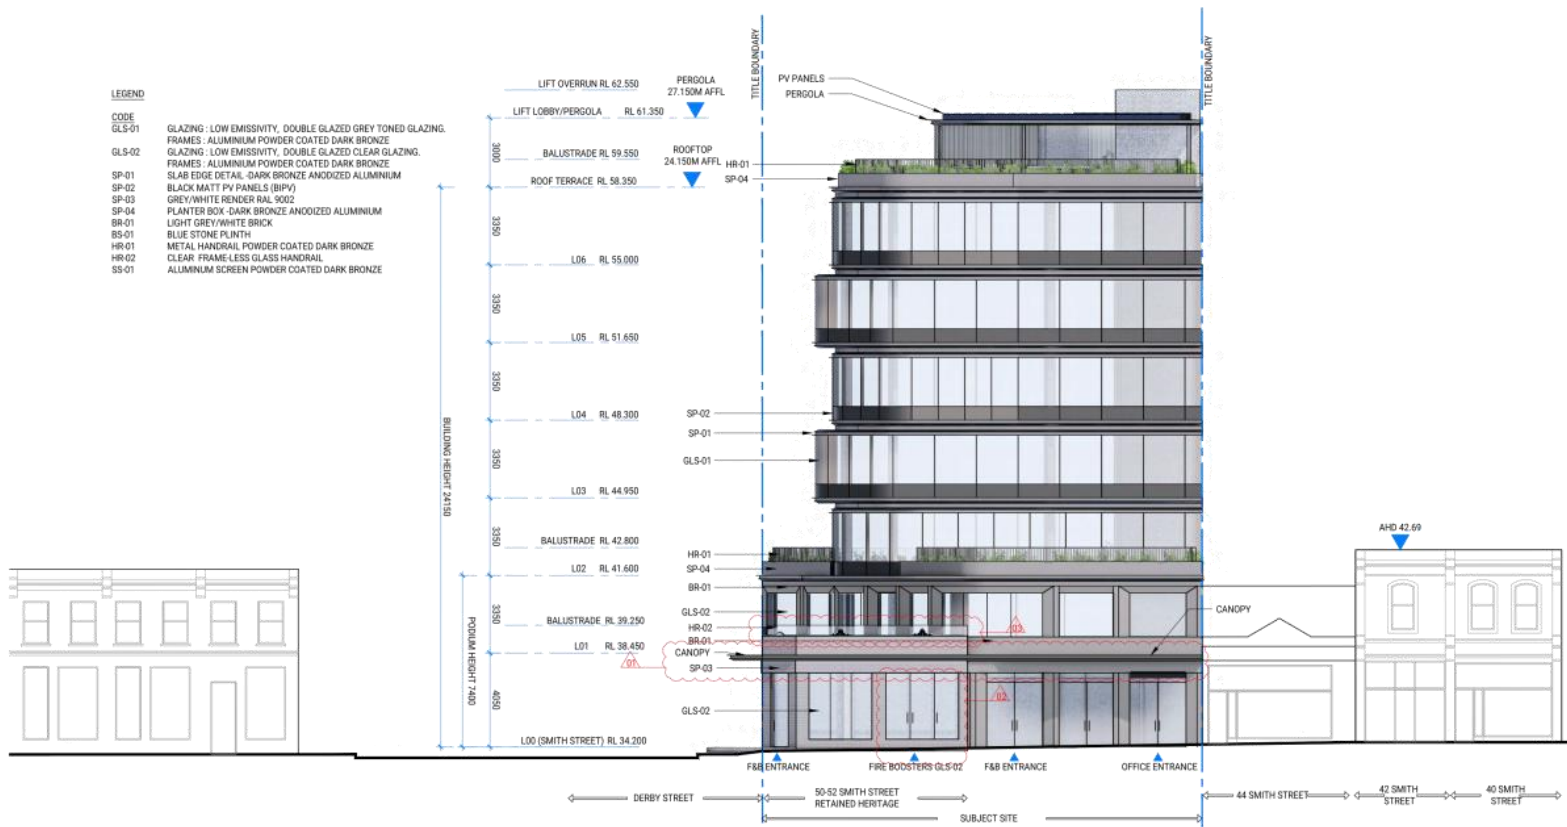 LEGEND
CODE
GLS-01 GLAZING : LOW EMISSIVITY, DOUBLE GLAZED GREY TONED GLAZING.
FRAMES : ALUMINIUM POWDER COATED DARK BRONZE
GLS-02 GLAZING : LOW EMISSIVITY, DOUBLE GLAZED CLEAR GLAZING.
FRAMES : ALUMINIUM POWDER COATED DARK BRONZE
SP-01 SLAB EDGE DETAIL -DARK BRONZE ANODIZED ALUMINIUM
SP-02 BLACK MATT PV PANELS (BIPV)
SP-03 GREY/WHITE RENDER RAL 9002
SP-04 PLANTER BOX -DARK BRONZE ANODIZED ALUMINIUM
BR-01 LIGHT GREY/WHITE BRICK
BS-01 BLUE STONE PLINTH
HR-01 METAL HANDRAIL POWDER COATED DARK BRONZE
HR-02 CLEAR FRAME-LESS GLASS HANDRAIL
SS-01 ALUMINUM SCREEN POWDER COATED DARK BRONZE
LIFT OVERRUN RL 62.550
LIFT LOBBY/PERGOLA RL 61.350
BALUSTRADE RL 59.550
ROOF TERRACE RL 58.350
L06 RL 55.000
L05 RL 51.650
L04 RL 48.300
L03 RL 44.950
BALUSTRADE RL 42.800
L02 RL 41.600
BALUSTRADE RL 39.250
L01 RL 38.450
L00 (SMITH STREET) RL 34.200
3000
3350
3350
3350
3350
3350
3350
4050
BUILDING HEIGHT 24150
PODIUM HEIGHT 7400
PERGOLA
27.150M AFFL
ROOFTOP
24.150M AFFL
TITLE BOUNDARY
TITLE BOUNDARY
PV PANELS
PERGOLA
HR-01
SP-04
SP-02
SP-01
GLS-01
HR-01
SP-04
BR-01
GLS-02
HR-02
BR-01
CANOPY
SP-03
GLS-02
01
02
03
CANOPY
AHD 42.69
F&B ENTRANCE
FIRE BOOSTERS GLS-02
F&B ENTRANCE
OFFICE ENTRANCE
DERBY STREET
50-52 SMITH STREET
RETAINED HERITAGE
44 SMITH STREET
42 SMITH
STREET
40 SMITH
STREET
SUBJECT SITE